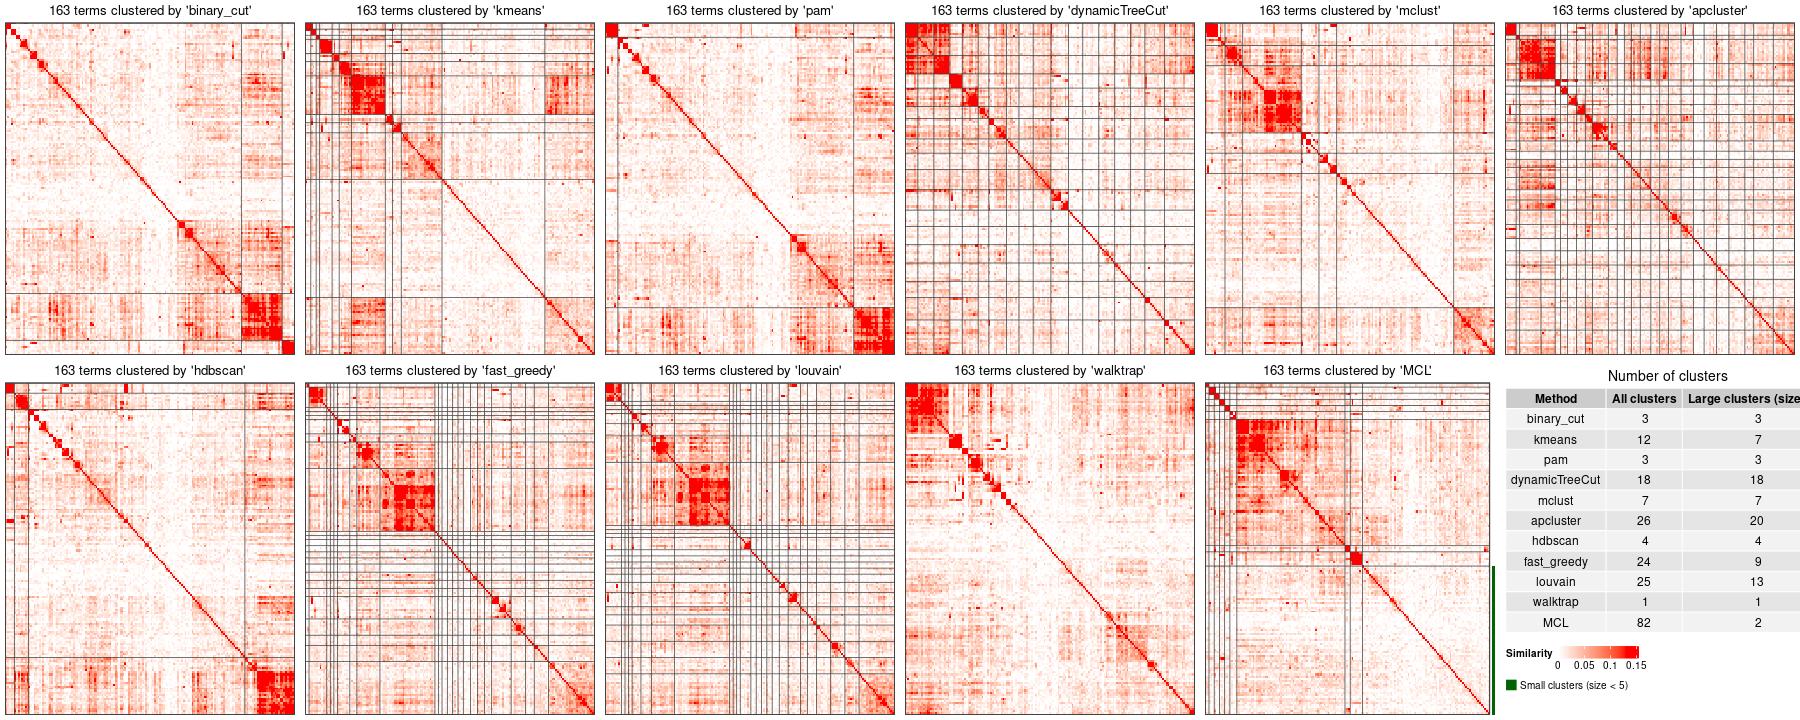 163 terms clustered by 'binary_cut'
163 terms clustered by 'kmeans'
163 terms clustered by 'pam'
163 terms clustered by 'dynamicTreeCut'
163 terms clustered by 'mclust'
163 terms clustered by 'apcluster'
163 terms clustered by 'hdbscan'
163 terms clustered by 'fast_greedy'
163 terms clustered by 'louvain'
163 terms clustered by 'walktrap'
163 terms clustered by 'MCL'
Number of clusters
Method All clusters Large clusters (size
binary_cut 3 3
kmeans 12 7
pam 3 3
dynamicTreeCut 18 18
mclust 7 7
apcluster 26 20
hdbscan 4 4
fast_greedy 24 9
louvain 25 13
walktrap 1 1
MCL 82 2
Similarity
0 0.05 0.1 0.15
Small clusters (size < 5)